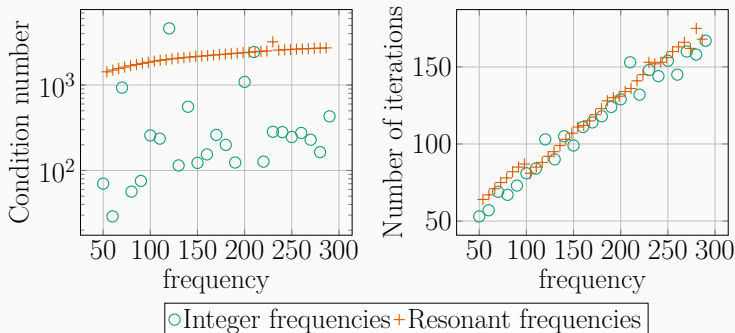 Condition number
10^3
10^2
50 100 150 200 250 300
frequency
Number of iterations
150
100
50
50 100 150 200 250 300
frequency
Integer frequencies Resonant frequencies